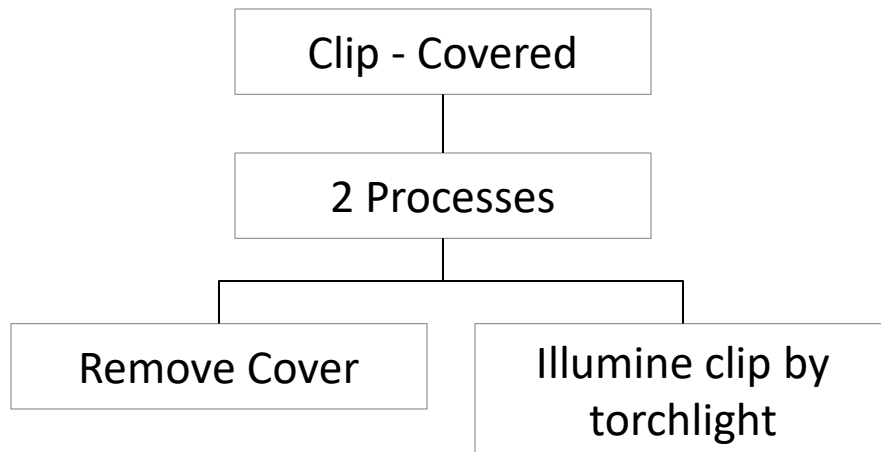 Clip - Covered
2 Processes
Remove Cover
Illumine clip by
torchlight